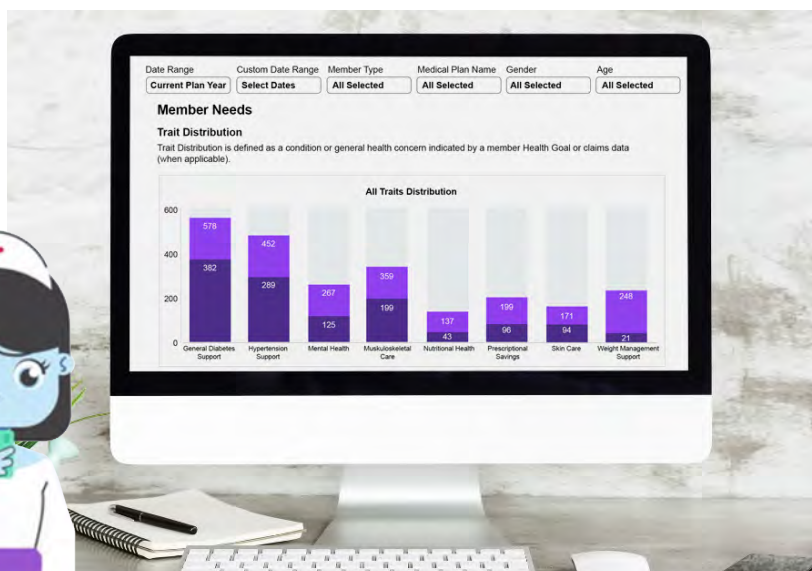 Date Range Custom Date Range Member Type Medical Plan Name Gender Age
Current Plan Year Select Dates All Selected All Selected All Selected All Selected
Member Needs
Trait Distribution
Trait Distribution is defined as a condition or general health concern indicated by a member Health Goal or claims data
(when applicable).
All Traits Distribution
600
400
200
0
578
382
452
289
267
125
359
199
137
43
199
96
171
94
248
21
General Diabetes
Support
Hypertension
Support
Mental Health
Muskuloskeletal
Care
Nutritional Health
Prescriptional
Savings
Skin Care
Weight Management
Support